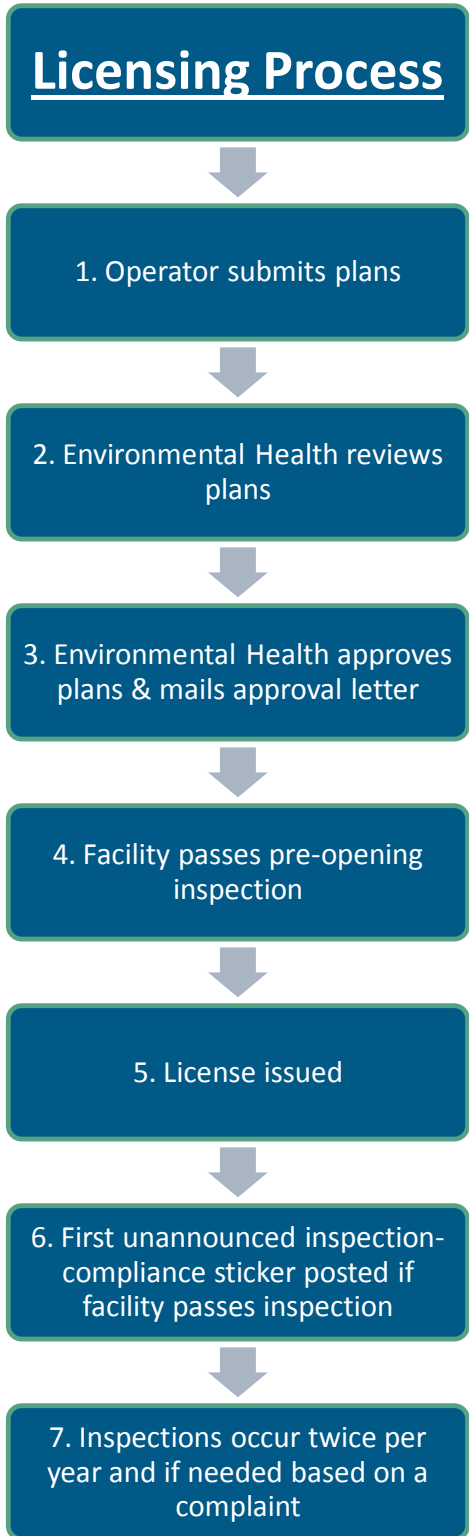 Licensing Process
1. Operator submits plans
2. Environmental Health reviews
plans
3. Environmental Health approves
plans & mails approval letter
4. Facility passes pre-opening
inspection
5. License issued
6. First unannounced inspection-
compliance sticker posted if
facility passes inspection
7. Inspections occur twice per
year and if needed based on a
complaint